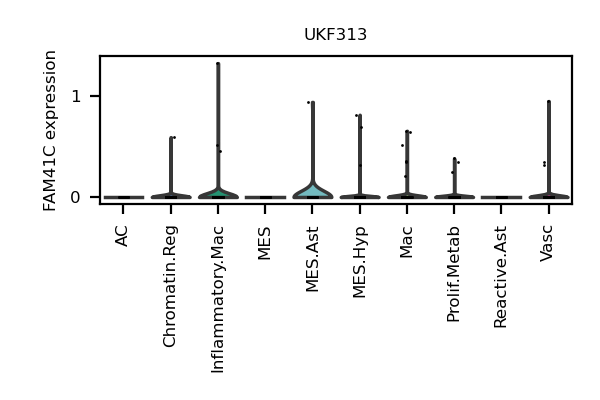 UKF313
FAM41C expression
1
0
AC
Chromatin.Reg
Inflammatory.Mac
MES
MES.Ast
MES.Hyp
Mac
Prolif.Metab
Reactive.Ast
Vasc